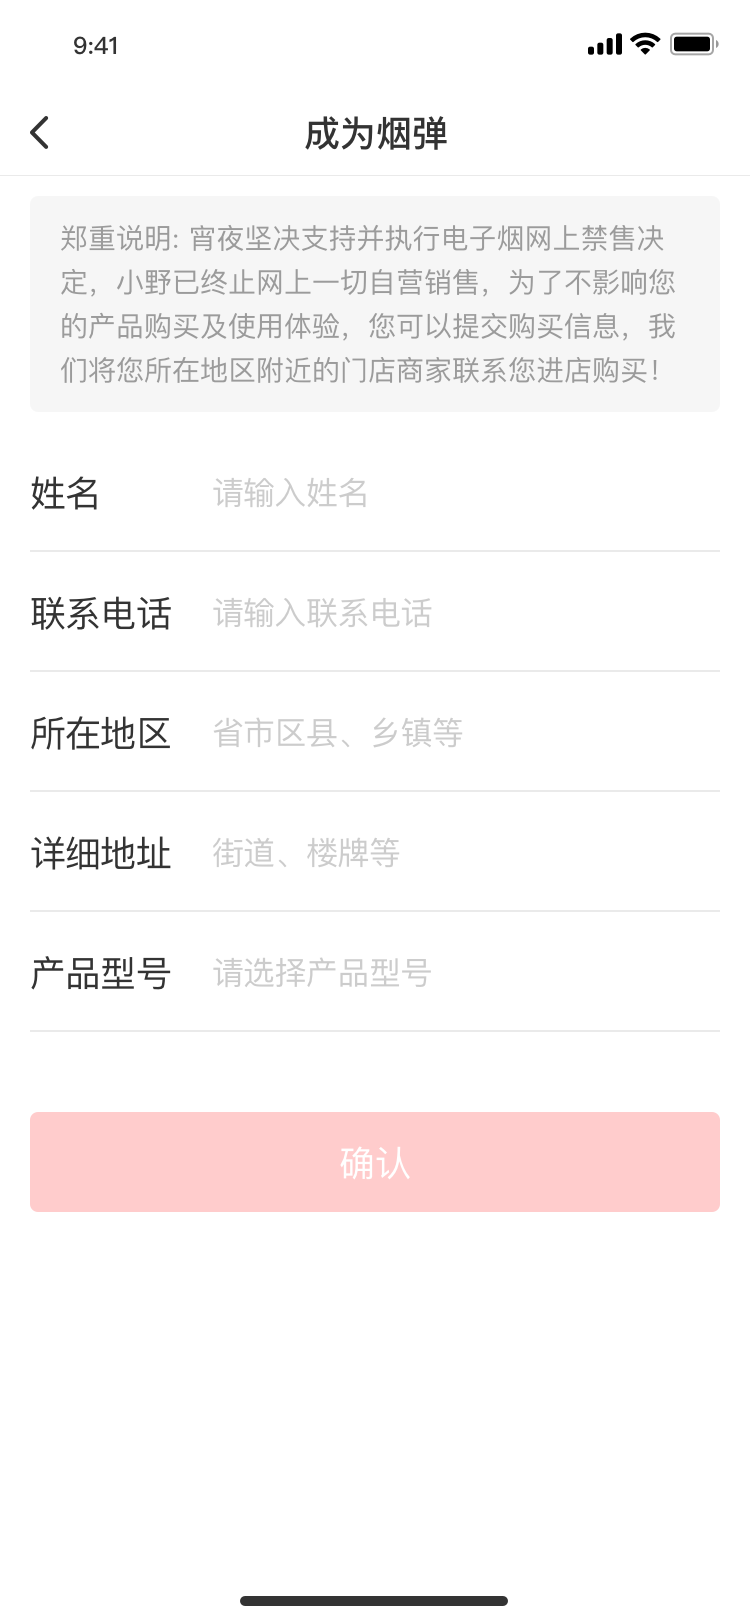 9:41
成为烟弹
郑重说明: 宵夜坚决支持并执行电子烟网上禁售决
定，小野已终止网上一切自营销售，为了不影响您
的产品购买及使用体验，您可以提交购买信息，我
们将您所在地区附近的门店商家联系您进店购买！
姓名 请输入姓名
联系电话 请输入联系电话
所在地区 省市区县、乡镇等
详细地址 街道、楼牌等
产品型号 请选择产品型号
确认